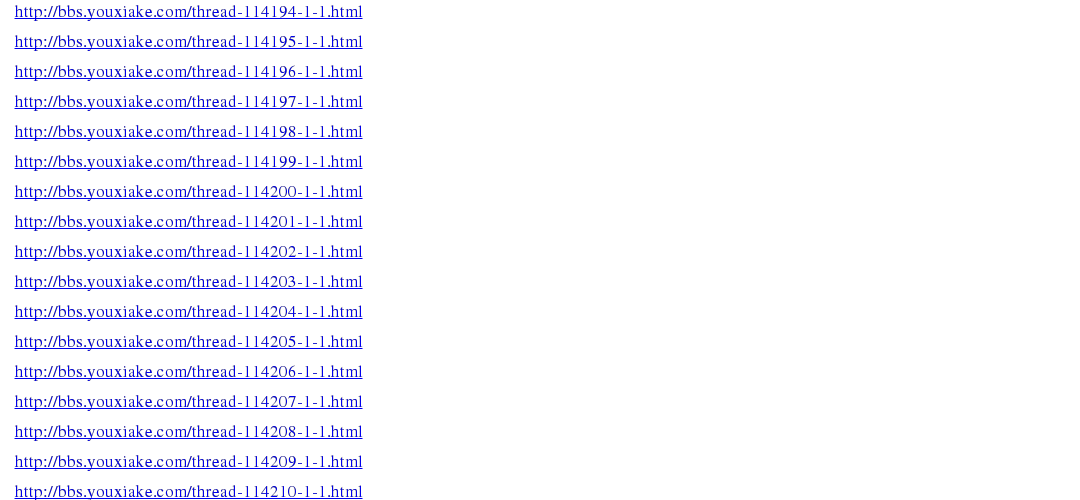 http://bbs.youxiake.com/thread-114194-1-1.html
http://bbs.youxiake.com/thread-114195-1-1.html
http://bbs.youxiake.com/thread-114196-1-1.html
http://bbs.youxiake.com/thread-114197-1-1.html
http://bbs.youxiake.com/thread-114198-1-1.html
http://bbs.youxiake.com/thread-114199-1-1.html
http://bbs.youxiake.com/thread-114200-1-1.html
http://bbs.youxiake.com/thread-114201-1-1.html
http://bbs.youxiake.com/thread-114202-1-1.html
http://bbs.youxiake.com/thread-114203-1-1.html
http://bbs.youxiake.com/thread-114204-1-1.html
http://bbs.youxiake.com/thread-114205-1-1.html
http://bbs.youxiake.com/thread-114206-1-1.html
http://bbs.youxiake.com/thread-114207-1-1.html
http://bbs.youxiake.com/thread-114208-1-1.html
http://bbs.youxiake.com/thread-114209-1-1.html
http://bbs.youxiake.com/thread-114210-1-1.html